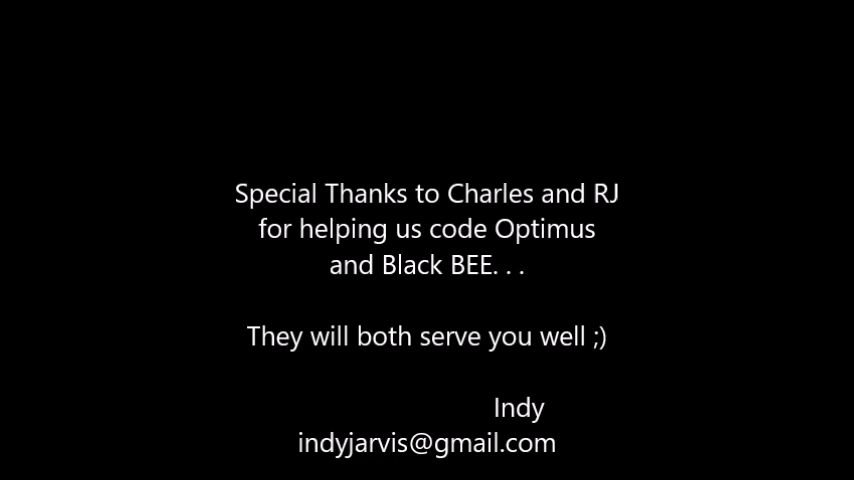 Special Thanks to Charles and RJ
for helping us code Optimus
and Black BEE. . .
They will both serve you well ;)
Indy
indyjarvis@gmail.com